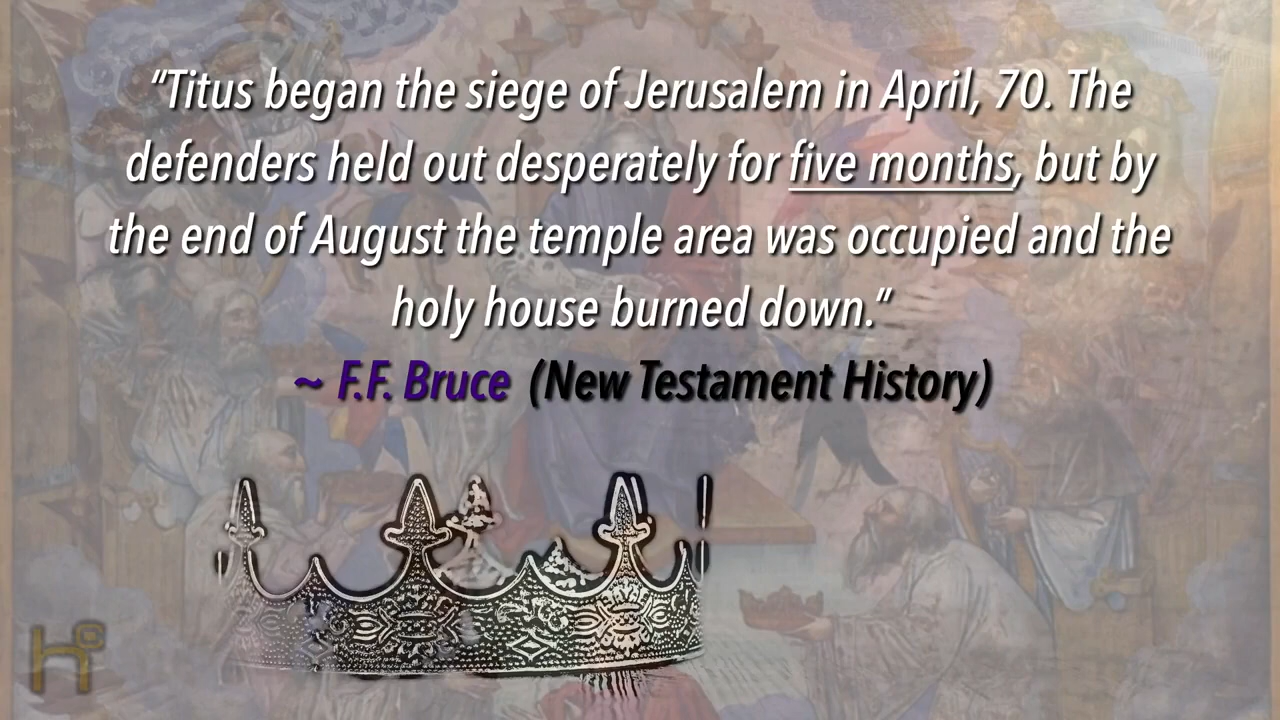 “Titus began the siege of Jerusalem in April, 70. The
defenders held out desperately for five months, but by
the end of August the temple area was occupied and the
holy house burned down.”
~ F.F. Bruce (New Testament History)